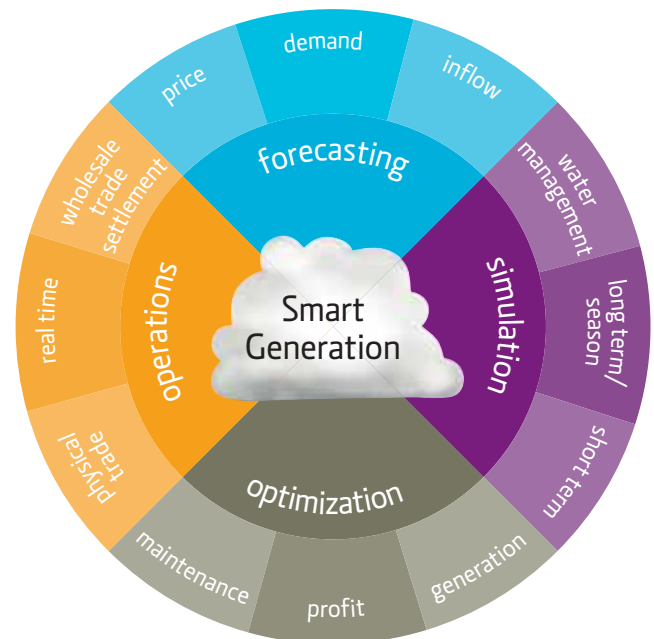 demand
price
inflow
forecasting
wholesale
trade
settlement
water
management
operations
simulation
real time
long term/
season
Smart
Generation
physical
trade
short term
optimization
maintenance
generation
profit